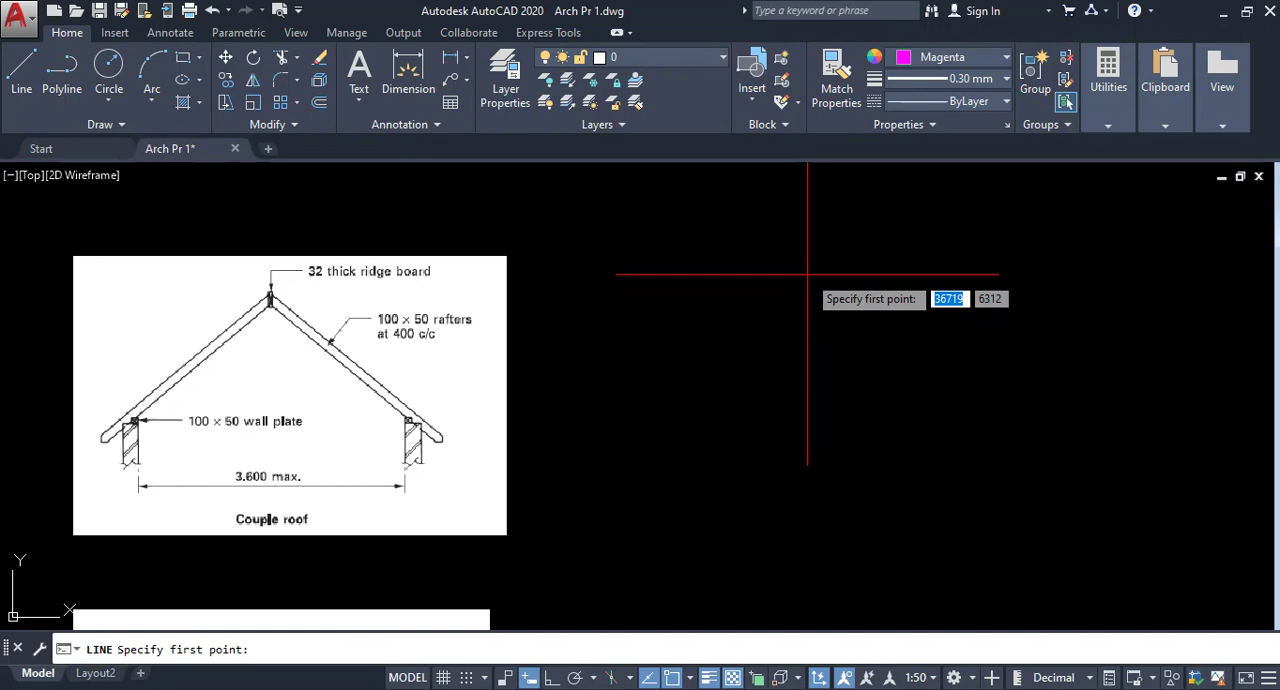 Autodesk AutoCAD 2020 Arch Pr 1.dwg
Type a keyword or phrase
Sign In
Home Insert Annotate Parametric View Manage Output Collaborate Express Tools
Line Polyline Circle Arc
Draw
Modify
Text Dimension
Annotation
Layer Properties
0
Layers
Insert
Block
Match Properties
Magenta
0.30 mm
ByLayer
Properties
Group
Groups
Utilities
Clipboard
View
Start Arch Pr 1*
[−][Top][2D Wireframe]
32 thick ridge board
100 × 50 rafters
at 400 c/c
100 × 50 wall plate
3.600 max.
Couple roof
Specify first point: 36719 6312
Y
X
LINE Specify first point:
Model Layout2
MODEL
1:50
Decimal